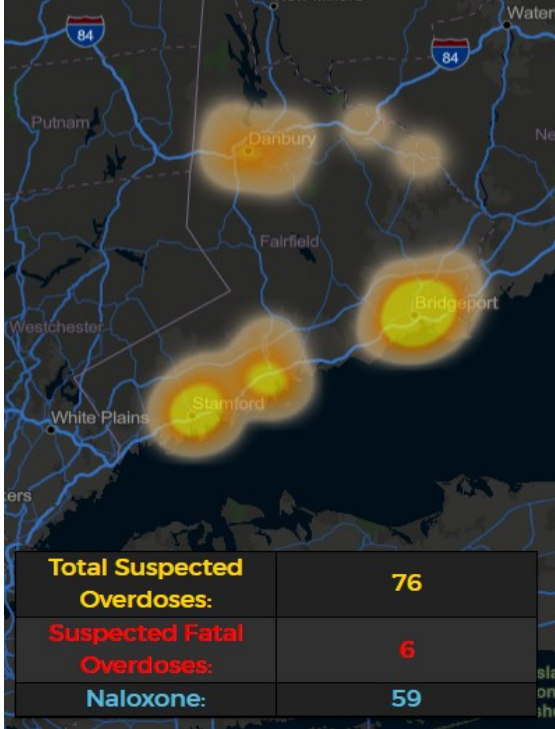 84
Water
84
Putnam
Danbury
Ne
Fairfield
Bridgeport
Westchester
Stamford
White Plains
kers
Total Suspected
Overdoses:
76
Suspected Fatal
Overdoses:
6
Naloxone:
59